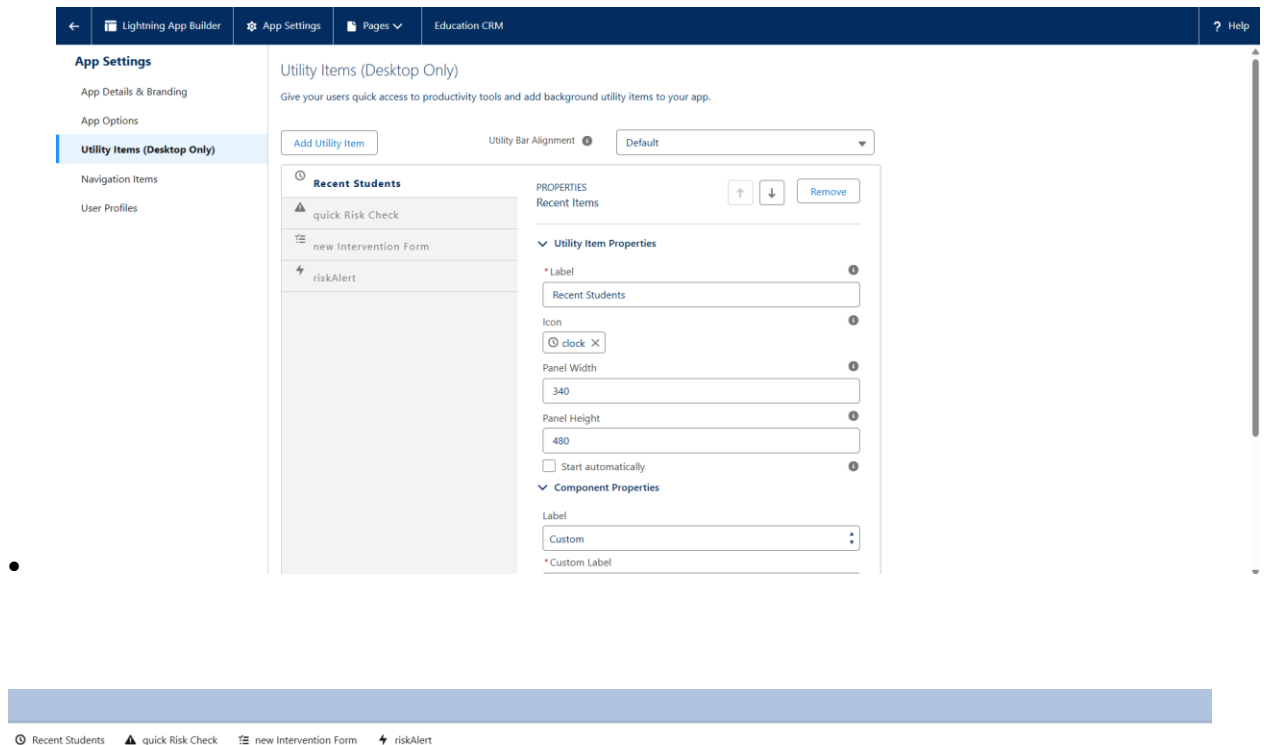 Lightning App Builder App Settings Pages Education CRM ? Help
App Settings
App Details & Branding
App Options
Utility Items (Desktop Only)
Navigation Items
User Profiles
Utility Items (Desktop Only)
Give your users quick access to productivity tools and add background utility items to your app.
Add Utility Item
Utility Bar Alignment
Default
Recent Students
quick Risk Check
new Intervention Form
riskAlert
PROPERTIES
Recent Items
Remove
Utility Item Properties
*Label
Recent Students
Icon
clock
Panel Width
340
Panel Height
480
Start automatically
Component Properties
Label
Custom
*Custom Label
Recent Students quick Risk Check new Intervention Form riskAlert